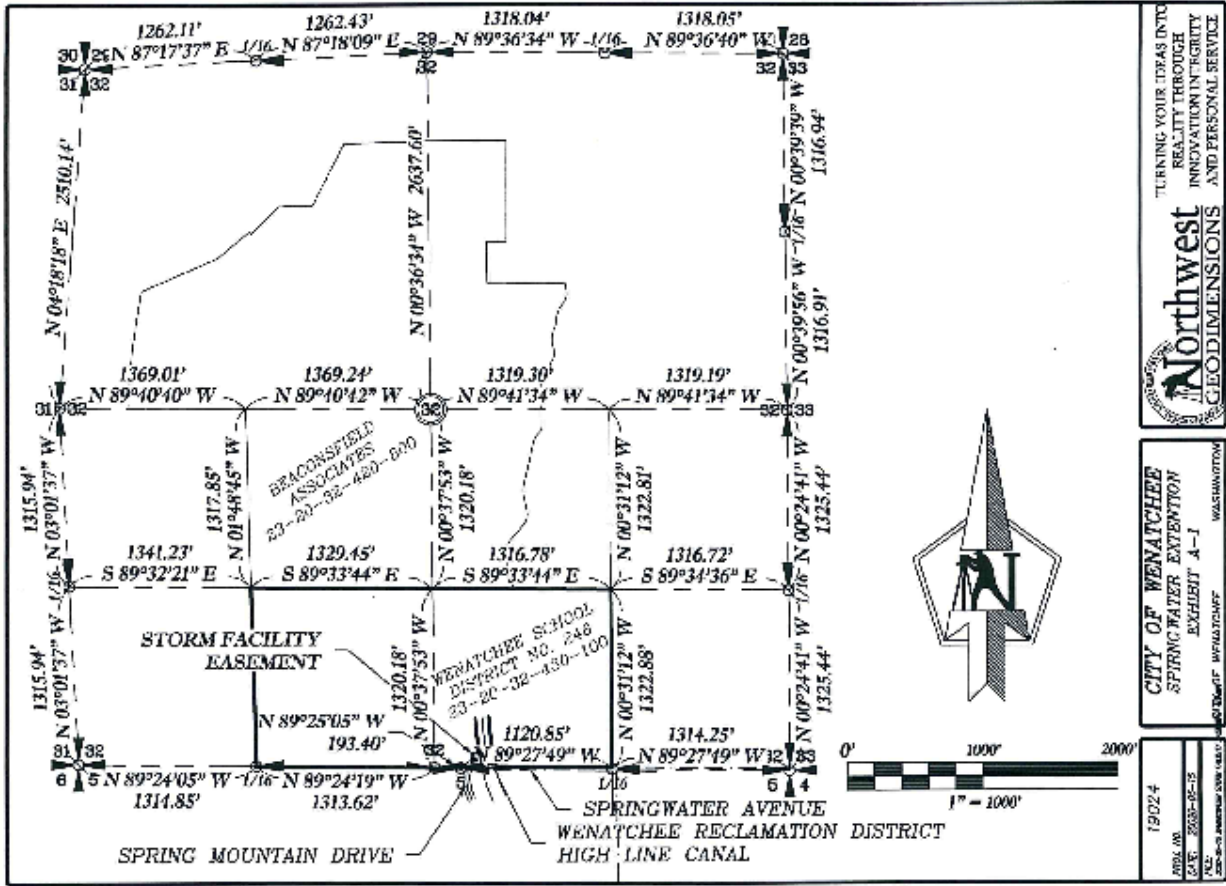 1262.11'
N 87°17'37" E
1/16
1262.43'
N 87°18'09" E
1318.04'
N 89°36'34" W
1/16
1318.05'
N 89°36'40" W
30 29
31 32
29
32
28
32 33
N 04°18'18" E 2510.14'
N 00°36'34" W 2637.60'
N 00°39'39" W
1316.94'
1/16
N 00°39'56" W
1316.91'
1369.01'
N 89°40'40" W
1369.24'
N 89°40'42" W
1319.30'
N 89°41'34" W
1319.19'
N 89°41'34" W
31 32
32
32 33
1315.94'
N 03°01'37" W
1317.85'
N 01°48'45" W
BEACONSFIELD
ASSOCIATES
23-20-32-420-600
N 00°37'53" W
1320.18'
N 00°31'12" W
1322.81'
N 00°24'41" W
1325.44'
1341.23'
S 89°32'21" E
1329.45'
S 89°33'44" E
1316.78'
S 89°33'44" E
1316.72'
S 89°34'36" E
1/16
1/16
STORM FACILITY
EASEMENT
1315.94'
N 03°01'37" W
1320.18'
N 00°37'53" W
WENATCHEE SCHOOL
DISTRICT NO. 246
23-20-32-430-100
N 00°31'12" W
1322.88'
N 00°24'41" W
1325.44'
N 89°25'05" W
193.40'
1120.85'
89°27'49" W
1314.25'
N 89°27'49" W
31 32
6 5
32
5
32 33
5 4
N 89°24'05" W
1314.85'
1/16
N 89°24'19" W
1313.62'
1/16
SPRINGWATER AVENUE
WENATCHEE RECLAMATION DISTRICT
HIGH LINE CANAL
SPRING MOUNTAIN DRIVE
N
0' 1000' 2000'
1" = 1000'
TURNING YOUR IDEAS INTO
REALITY THROUGH
INNOVATION INTEGRITY
AND PERSONAL SERVICE
Northwest
GEODIMENSIONS
CITY OF WENATCHEE
SPIRNGWATER EXTENTION
EXHIBIT A-1
OF WENATCHEE WASHINGTON
19024
PROJ. NO.
DATE:
FILE: